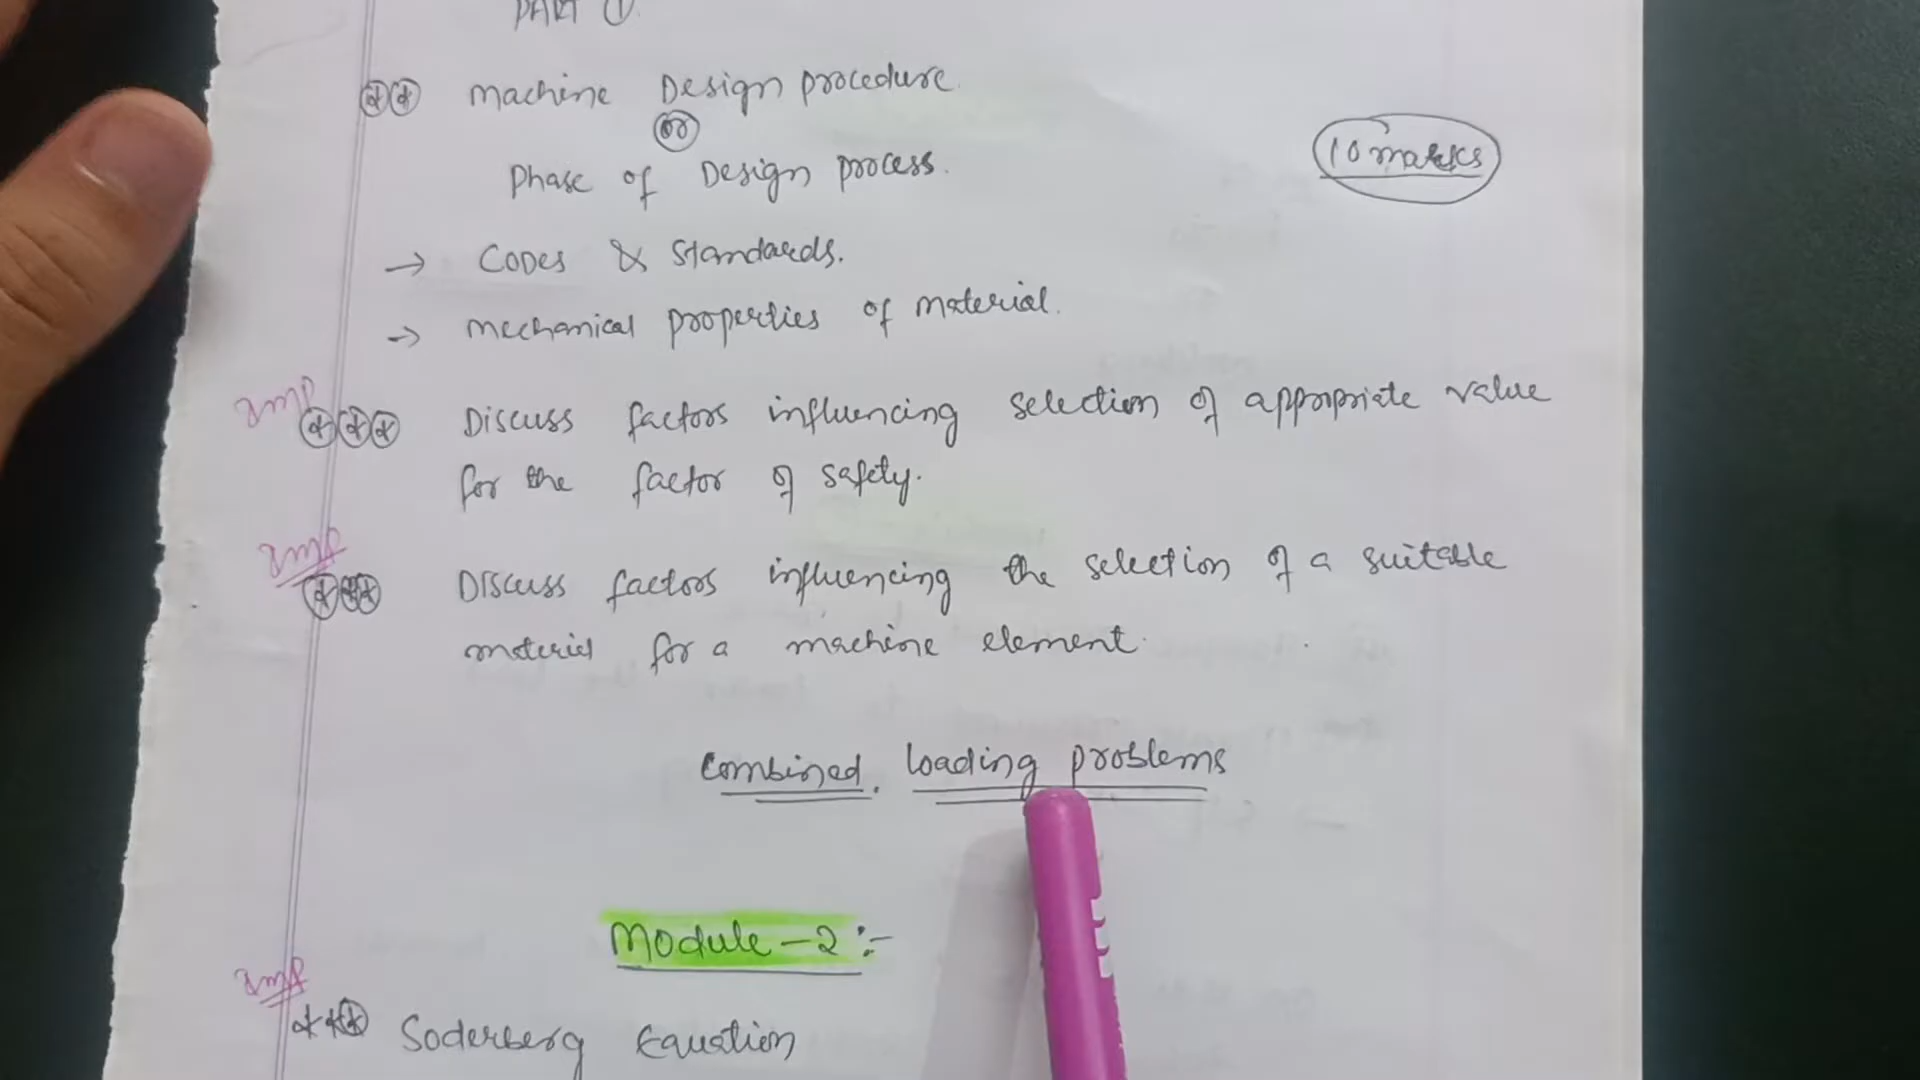 PART ①
machine Design procedure.
or
Phase of Design process.
10 marks
→ Codes & Standards.
→ mechanical properties of material.
Imp
Discuss factors influencing selection of appropriate value
for the factor of safety.
Imp
Discuss factors influencing the selection of a suitable
material for a machine element.
Combined loading problems
Module-2 :-
Imp
Soderberg Equation